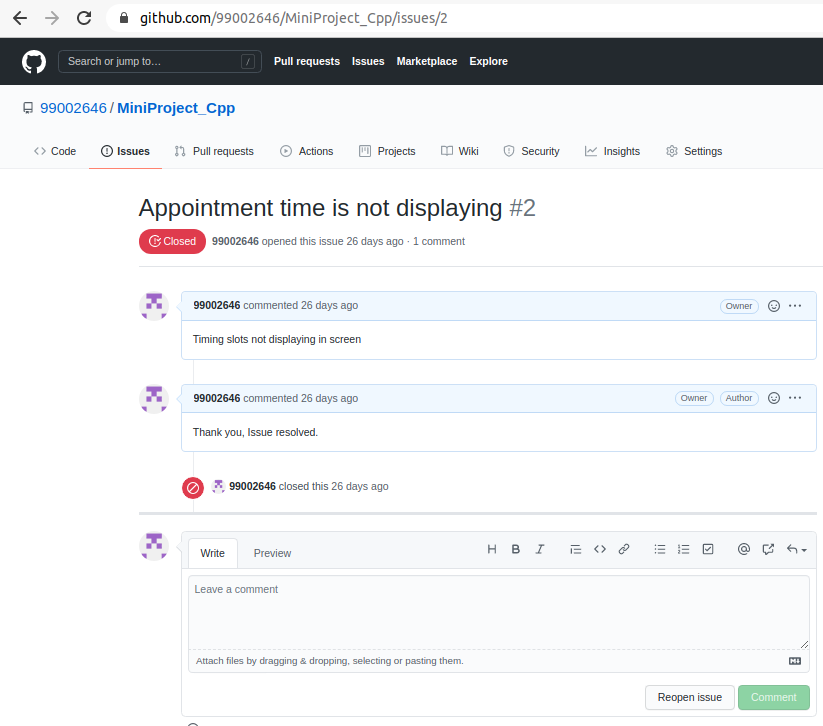 github.com/99002646/MiniProject_Cpp/issues/2
Search or jump to… /
Pull requests Issues Marketplace Explore
99002646 / MiniProject_Cpp
Code Issues Pull requests Actions Projects Wiki Security Insights Settings
Appointment time is not displaying #2
Closed 99002646 opened this issue 26 days ago · 1 comment
99002646 commented 26 days ago Owner
Timing slots not displaying in screen
99002646 commented 26 days ago Owner Author
Thank you, Issue resolved.
99002646 closed this 26 days ago
Write Preview
Leave a comment
Attach files by dragging & dropping, selecting or pasting them.
Reopen issue Comment